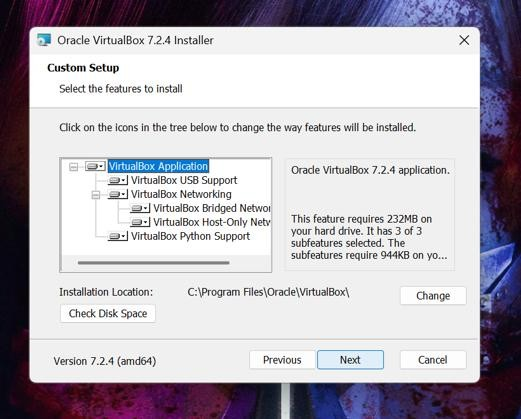 Oracle VirtualBox 7.2.4 Installer
Custom Setup
Select the features to install
Click on the icons in the tree below to change the way features will be installed.
VirtualBox Application
VirtualBox USB Support
VirtualBox Networking
VirtualBox Bridged Networ
VirtualBox Host-Only Netw
VirtualBox Python Support
Oracle VirtualBox 7.2.4 application.
This feature requires 232MB on
your hard drive. It has 3 of 3
subfeatures selected. The
subfeatures require 944KB on yo...
Installation Location:
C:\Program Files\Oracle\VirtualBox\
Change
Check Disk Space
Version 7.2.4 (amd64)
Previous
Next
Cancel